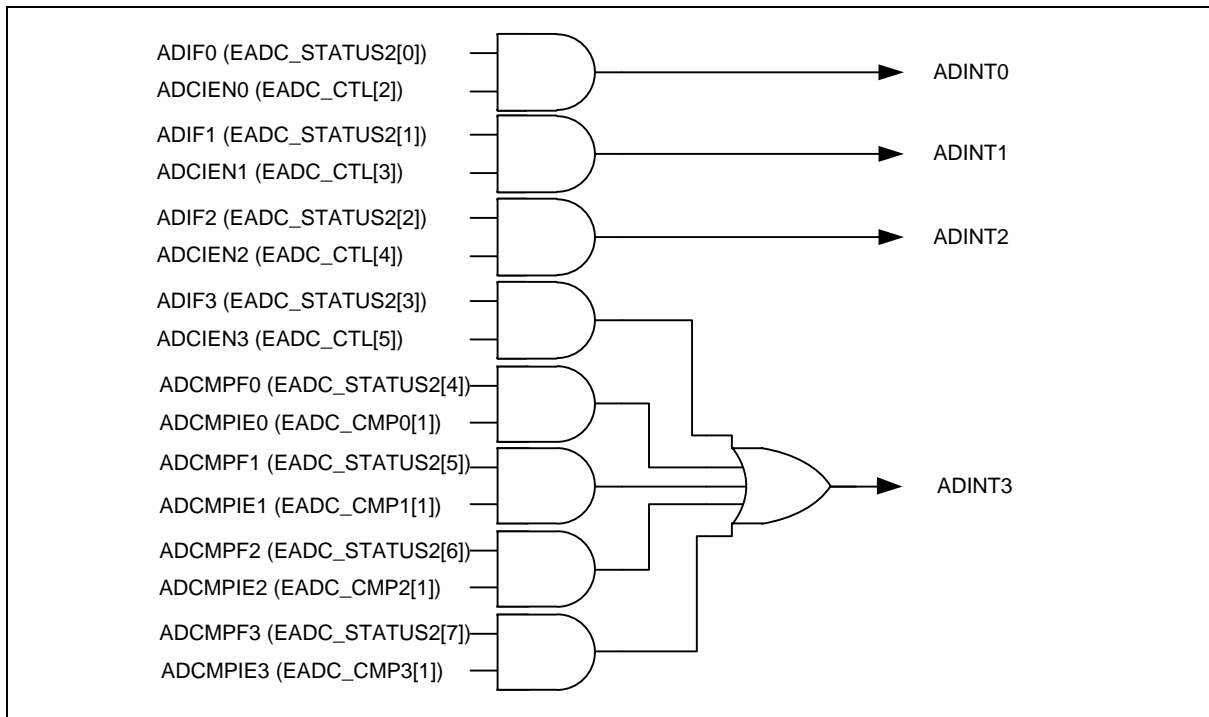 ADIF0 (EADC_STATUS2[0])
ADINT0
ADCIEN0 (EADC_CTL[2])
ADIF1 (EADC_STATUS2[1])
ADINT1
ADCIEN1 (EADC_CTL[3])
ADIF2 (EADC_STATUS2[2])
ADINT2
ADCIEN2 (EADC_CTL[4])
ADIF3 (EADC_STATUS2[3])
ADCIEN3 (EADC_CTL[5])
ADCMPF0 (EADC_STATUS2[4])
ADCMPIE0 (EADC_CMP0[1])
ADCMPF1 (EADC_STATUS2[5])
ADINT3
ADCMPIE1 (EADC_CMP1[1])
ADCMPF2 (EADC_STATUS2[6])
ADCMPIE2 (EADC_CMP2[1])
ADCMPF3 (EADC_STATUS2[7])
ADCMPIE3 (EADC_CMP3[1])